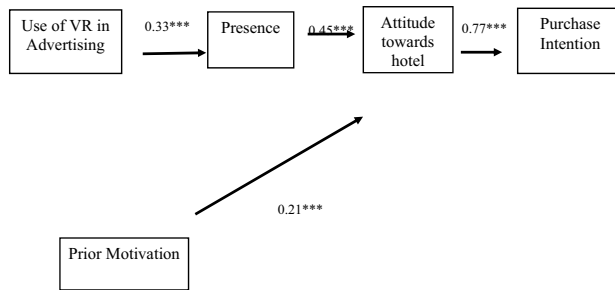 Use of VR in
Advertising
0.33***
Presence
0.45***
Attitude
towards
hotel
0.77***
Purchase
Intention
0.21***
Prior Motivation